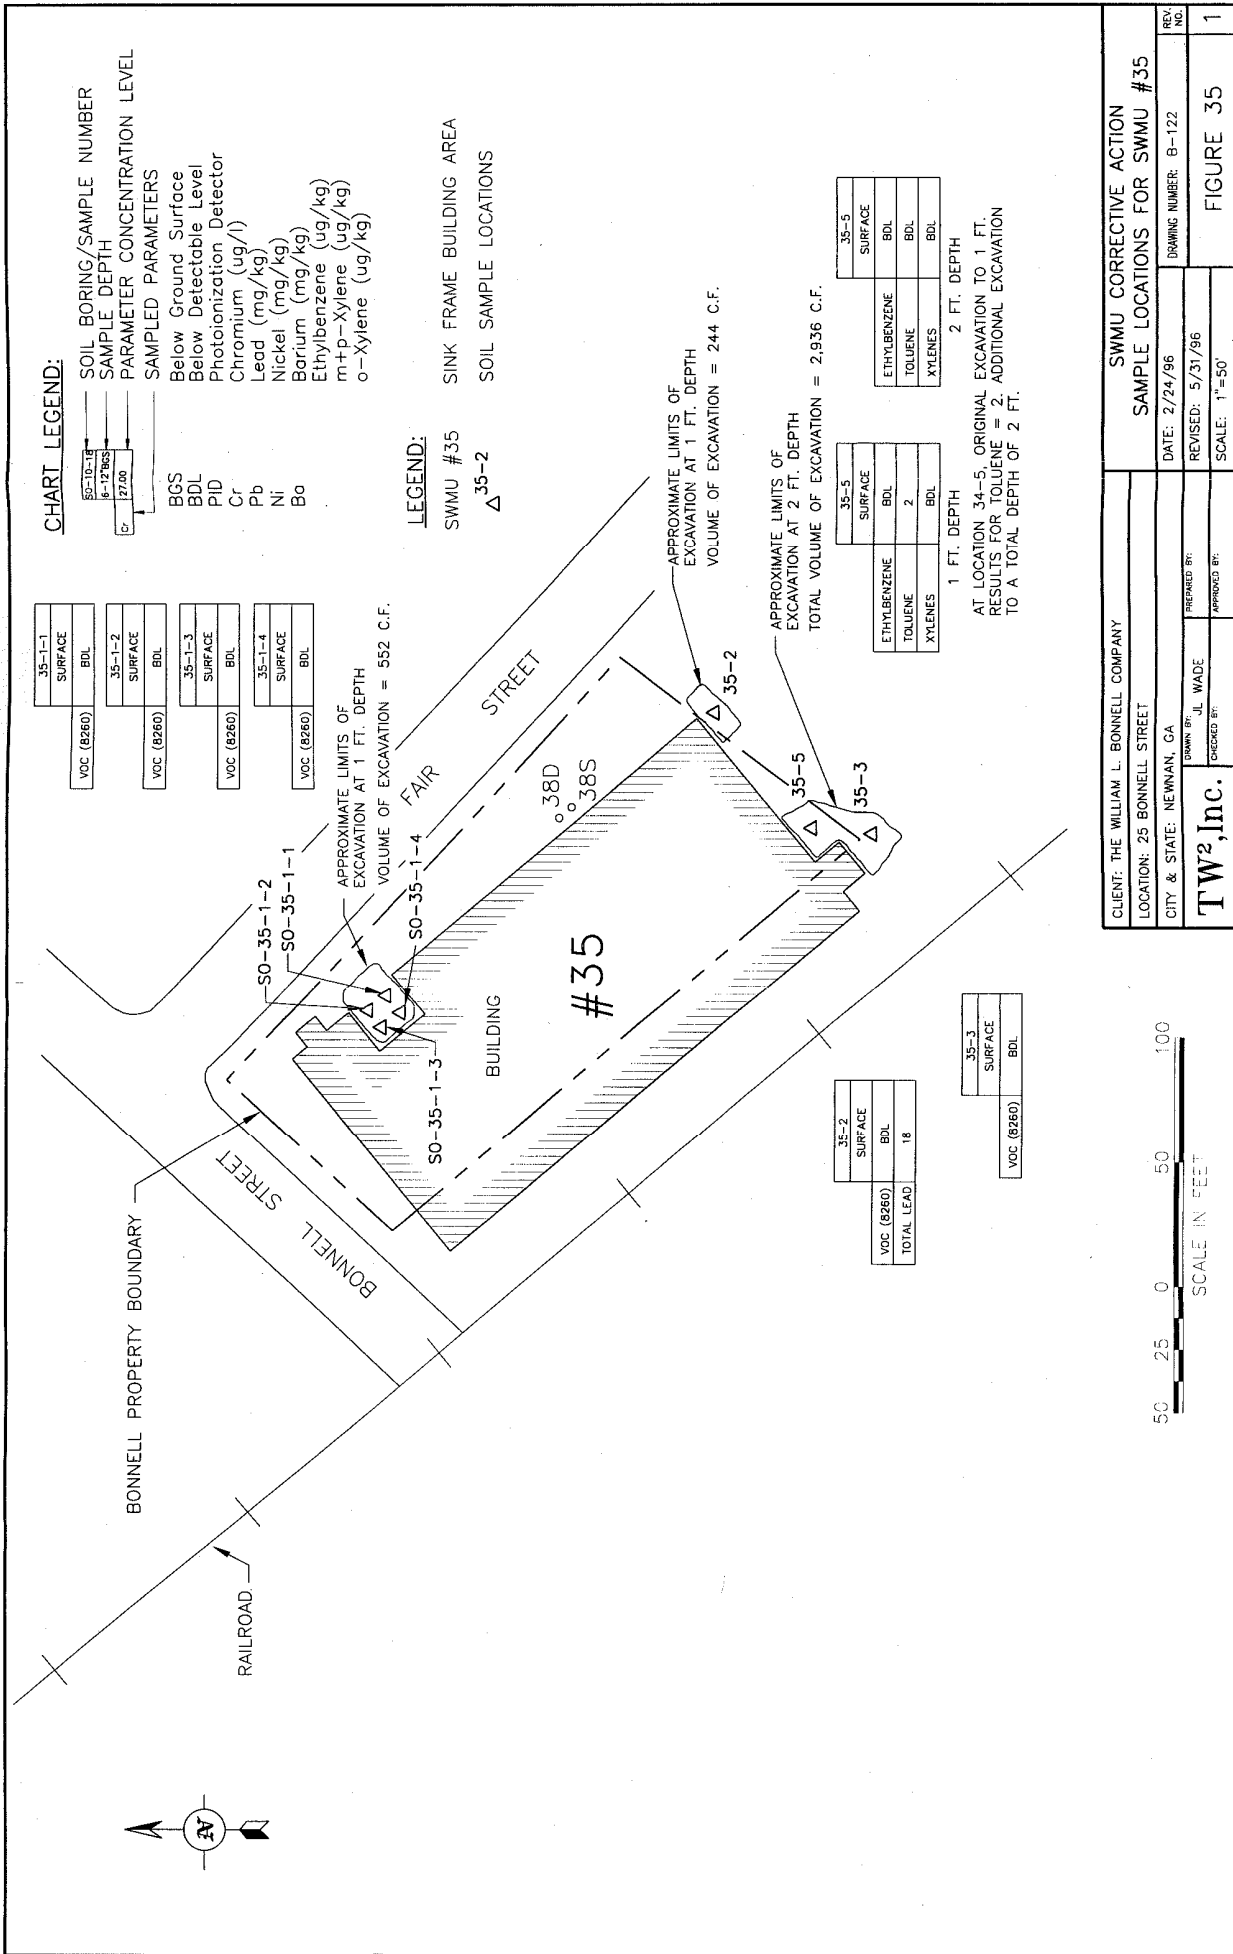 CHART LEGEND:
SO-10-18
6-12"BGS
Cr 27.00
SOIL BORING/SAMPLE NUMBER
SAMPLE DEPTH
PARAMETER CONCENTRATION LEVEL
SAMPLED PARAMETERS
BGS Below Ground Surface
BDL Below Detectable Level
PID Photoionization Detector
Cr Chromium (ug/l)
Pb Lead (mg/kg)
Ni Nickel (mg/kg)
Ba Barium (mg/kg)
Ethylbenzene (ug/kg)
m+p-Xylene (ug/kg)
o-Xylene (ug/kg)
LEGEND:
SWMU #35 SINK FRAME BUILDING AREA
35-2 SOIL SAMPLE LOCATIONS
35-1-1
SURFACE
VOC (8260) BDL
35-1-2
SURFACE
VOC (8260) BDL
35-1-3
SURFACE
VOC (8260) BDL
35-1-4
SURFACE
VOC (8260) BDL
BONNELL PROPERTY BOUNDARY
RAILROAD
BONNELL STREET
FAIR STREET
SO-35-1-2
SO-35-1-1
SO-35-1-4
SO-35-1-3
APPROXIMATE LIMITS OF
EXCAVATION AT 1 FT. DEPTH
VOLUME OF EXCAVATION = 552 C.F.
38D
38S
BUILDING
#35
35-2
35-5
35-3
APPROXIMATE LIMITS OF
EXCAVATION AT 1 FT. DEPTH
VOLUME OF EXCAVATION = 244 C.F.
APPROXIMATE LIMITS OF
EXCAVATION AT 2 FT. DEPTH
TOTAL VOLUME OF EXCAVATION = 2,936 C.F.
35-5
SURFACE
ETHYLBENZENE BDL
TOLUENE 2
XYLENES BDL
1 FT. DEPTH
35-5
SURFACE
ETHYLBENZENE BDL
TOLUENE BDL
XYLENES BDL
2 FT. DEPTH
AT LOCATION 34-5, ORIGINAL EXCAVATION TO 1 FT.
RESULTS FOR TOLUENE = 2. ADDITIONAL EXCAVATION
TO A TOTAL DEPTH OF 2 FT.
35-2
SURFACE
VOC (8260) BDL
TOTAL LEAD 18
35-3
SURFACE
VOC (8260) BDL
N
50 25 0 50 100
SCALE IN FEET
CLIENT: THE WILLIAM L. BONNELL COMPANY
LOCATION: 25 BONNELL STREET
CITY & STATE: NEWNAN, GA
TW²,Inc.
DRAWN BY: JL WADE
PREPARED BY:
CHECKED BY:
APPROVED BY:
SWMU CORRECTIVE ACTION
SAMPLE LOCATIONS FOR SWMU #35
DATE: 2/24/96
REVISED: 5/31/96
SCALE: 1"=50'
DRAWING NUMBER: B-122
REV. NO.
FIGURE 35
1